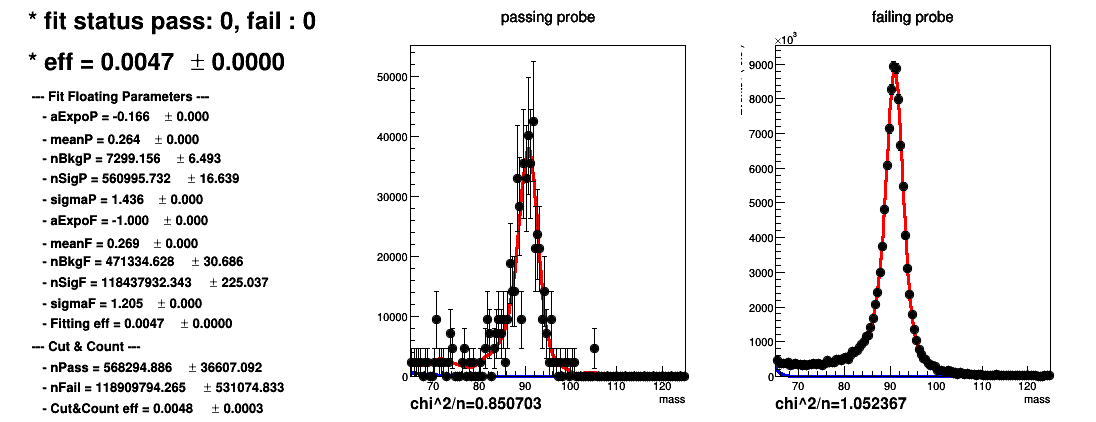 * fit status pass: 0, fail : 0
* eff = 0.0047 ± 0.0000
--- Fit Floating Parameters ---
- aExpoP = -0.166 ± 0.000
- meanP = 0.264 ± 0.000
- nBkgP = 7299.156 ± 6.493
- nSigP = 560995.732 ± 16.639
- sigmaP = 1.436 ± 0.000
- aExpoF = -1.000 ± 0.000
- meanF = 0.269 ± 0.000
- nBkgF = 471334.628 ± 30.686
- nSigF = 118437932.343 ± 225.037
- sigmaF = 1.205 ± 0.000
- Fitting eff = 0.0047 ± 0.0000
--- Cut & Count ---
- nPass = 568294.886 ± 36607.092
- nFail = 118909794.265 ± 531074.833
- Cut&Count eff = 0.0048 ± 0.0003
passing probe
50000
40000
30000
20000
10000
0
70 80 90 100 110 120
mass
chi^2/n=0.850703
failing probe
×10³
9000
8000
7000
6000
5000
4000
3000
2000
1000
0
70 80 90 100 110 120
mass
chi^2/n=1.052367